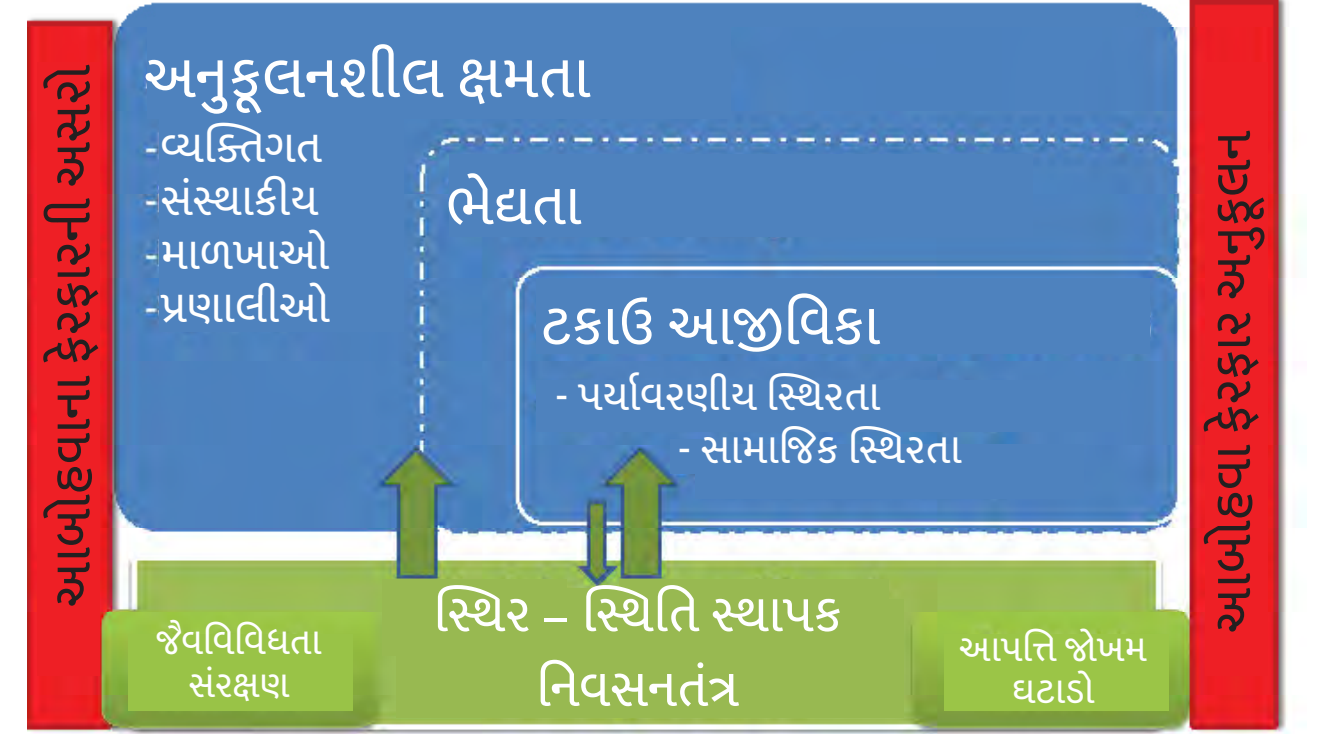 આબોહવાના ફેરફારની અસરો
અનુકૂલનશીલ ક્ષમતા
-વ્યક્તિગત
-સંસ્થાકીય
-માળખાઓ
-પ્રણાલીઓ
ભેદ્યતા
ટકાઉ આજીવિકા
- પર્યાવરણીય સ્થિરતા
- સામાજિક સ્થિરતા
આબોહવા ફેરફાર અનુકૂલન
સ્થિર – સ્થિતિ સ્થાપક
નિવસનતંત્ર
જૈવવિવિધતા
સંરક્ષણ
આપત્તિ જોખમ
ઘટાડો